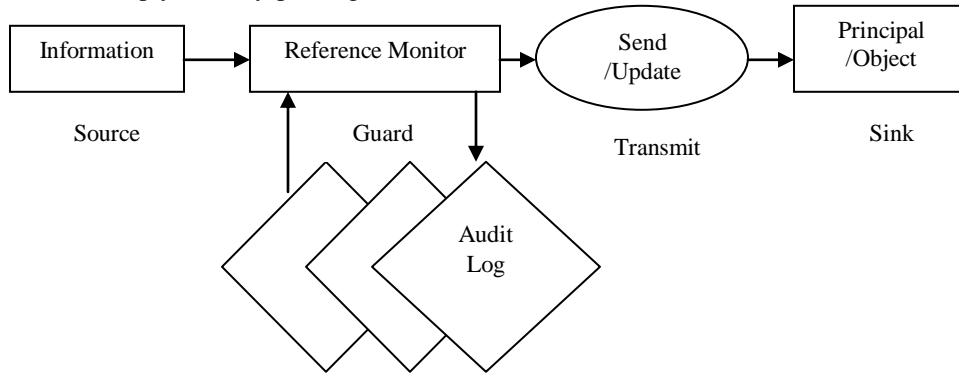 Information
Reference Monitor
Send
/Update
Principal
/Object
Source
Guard
Transmit
Sink
Audit
Log